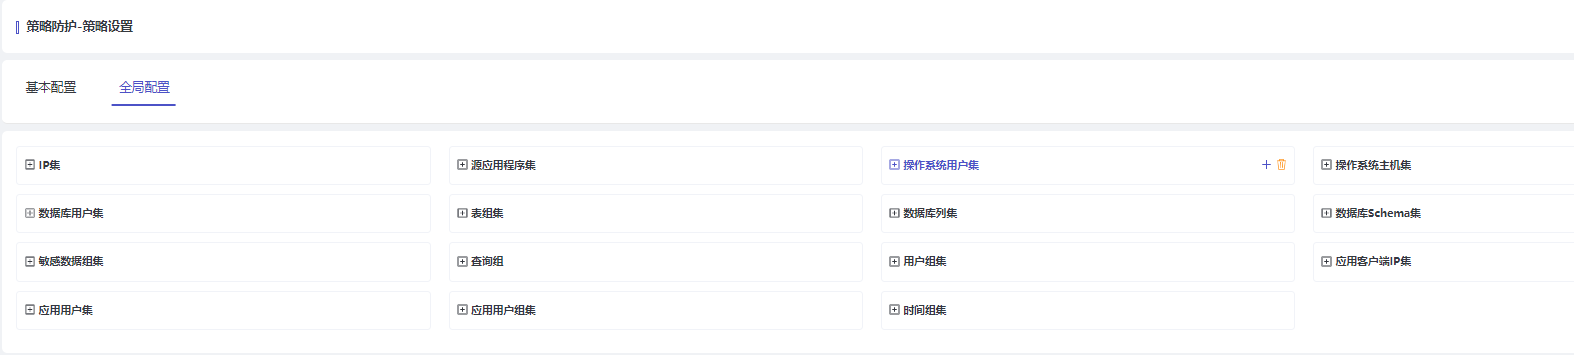 策略防护-策略设置
基本配置 全局配置
IP集 源应用程序集 操作系统用户集 操作系统主机集
数据库用户集 表组集 数据库列集 数据库Schema集
敏感数据组集 查询组 用户组集 应用客户端IP集
应用用户集 应用用户组集 时间组集